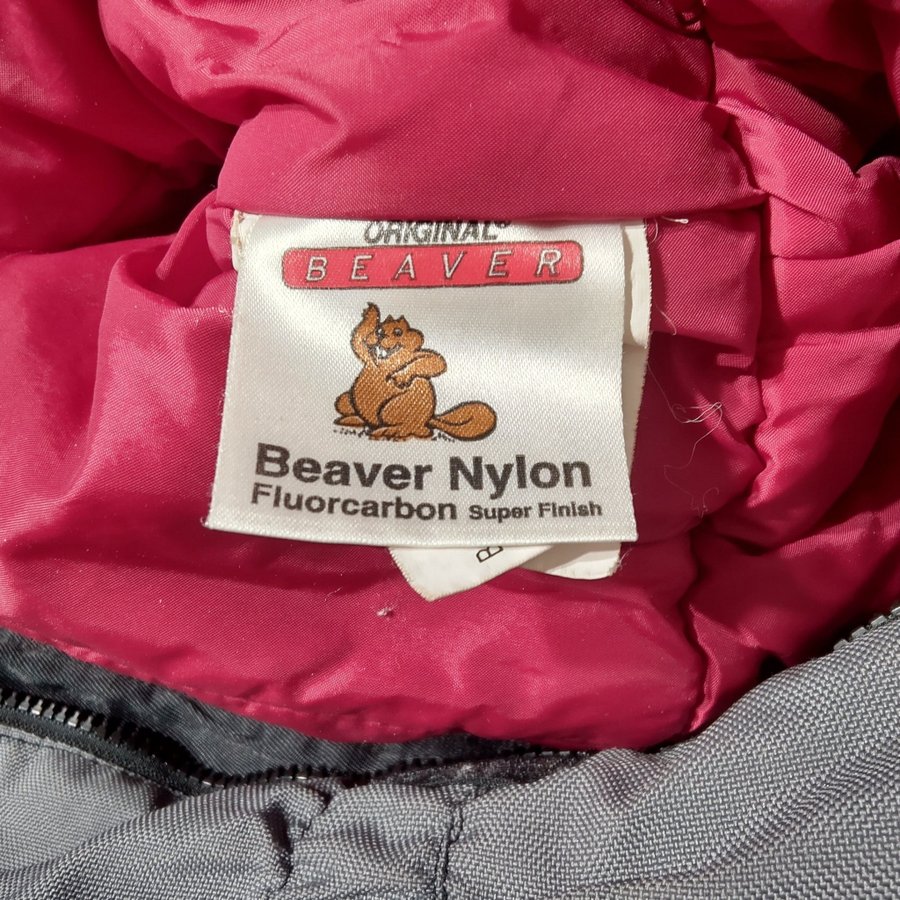 ORIGINAL®
BEAVER
Beaver Nylon
Fluorcarbon Super Finish
B